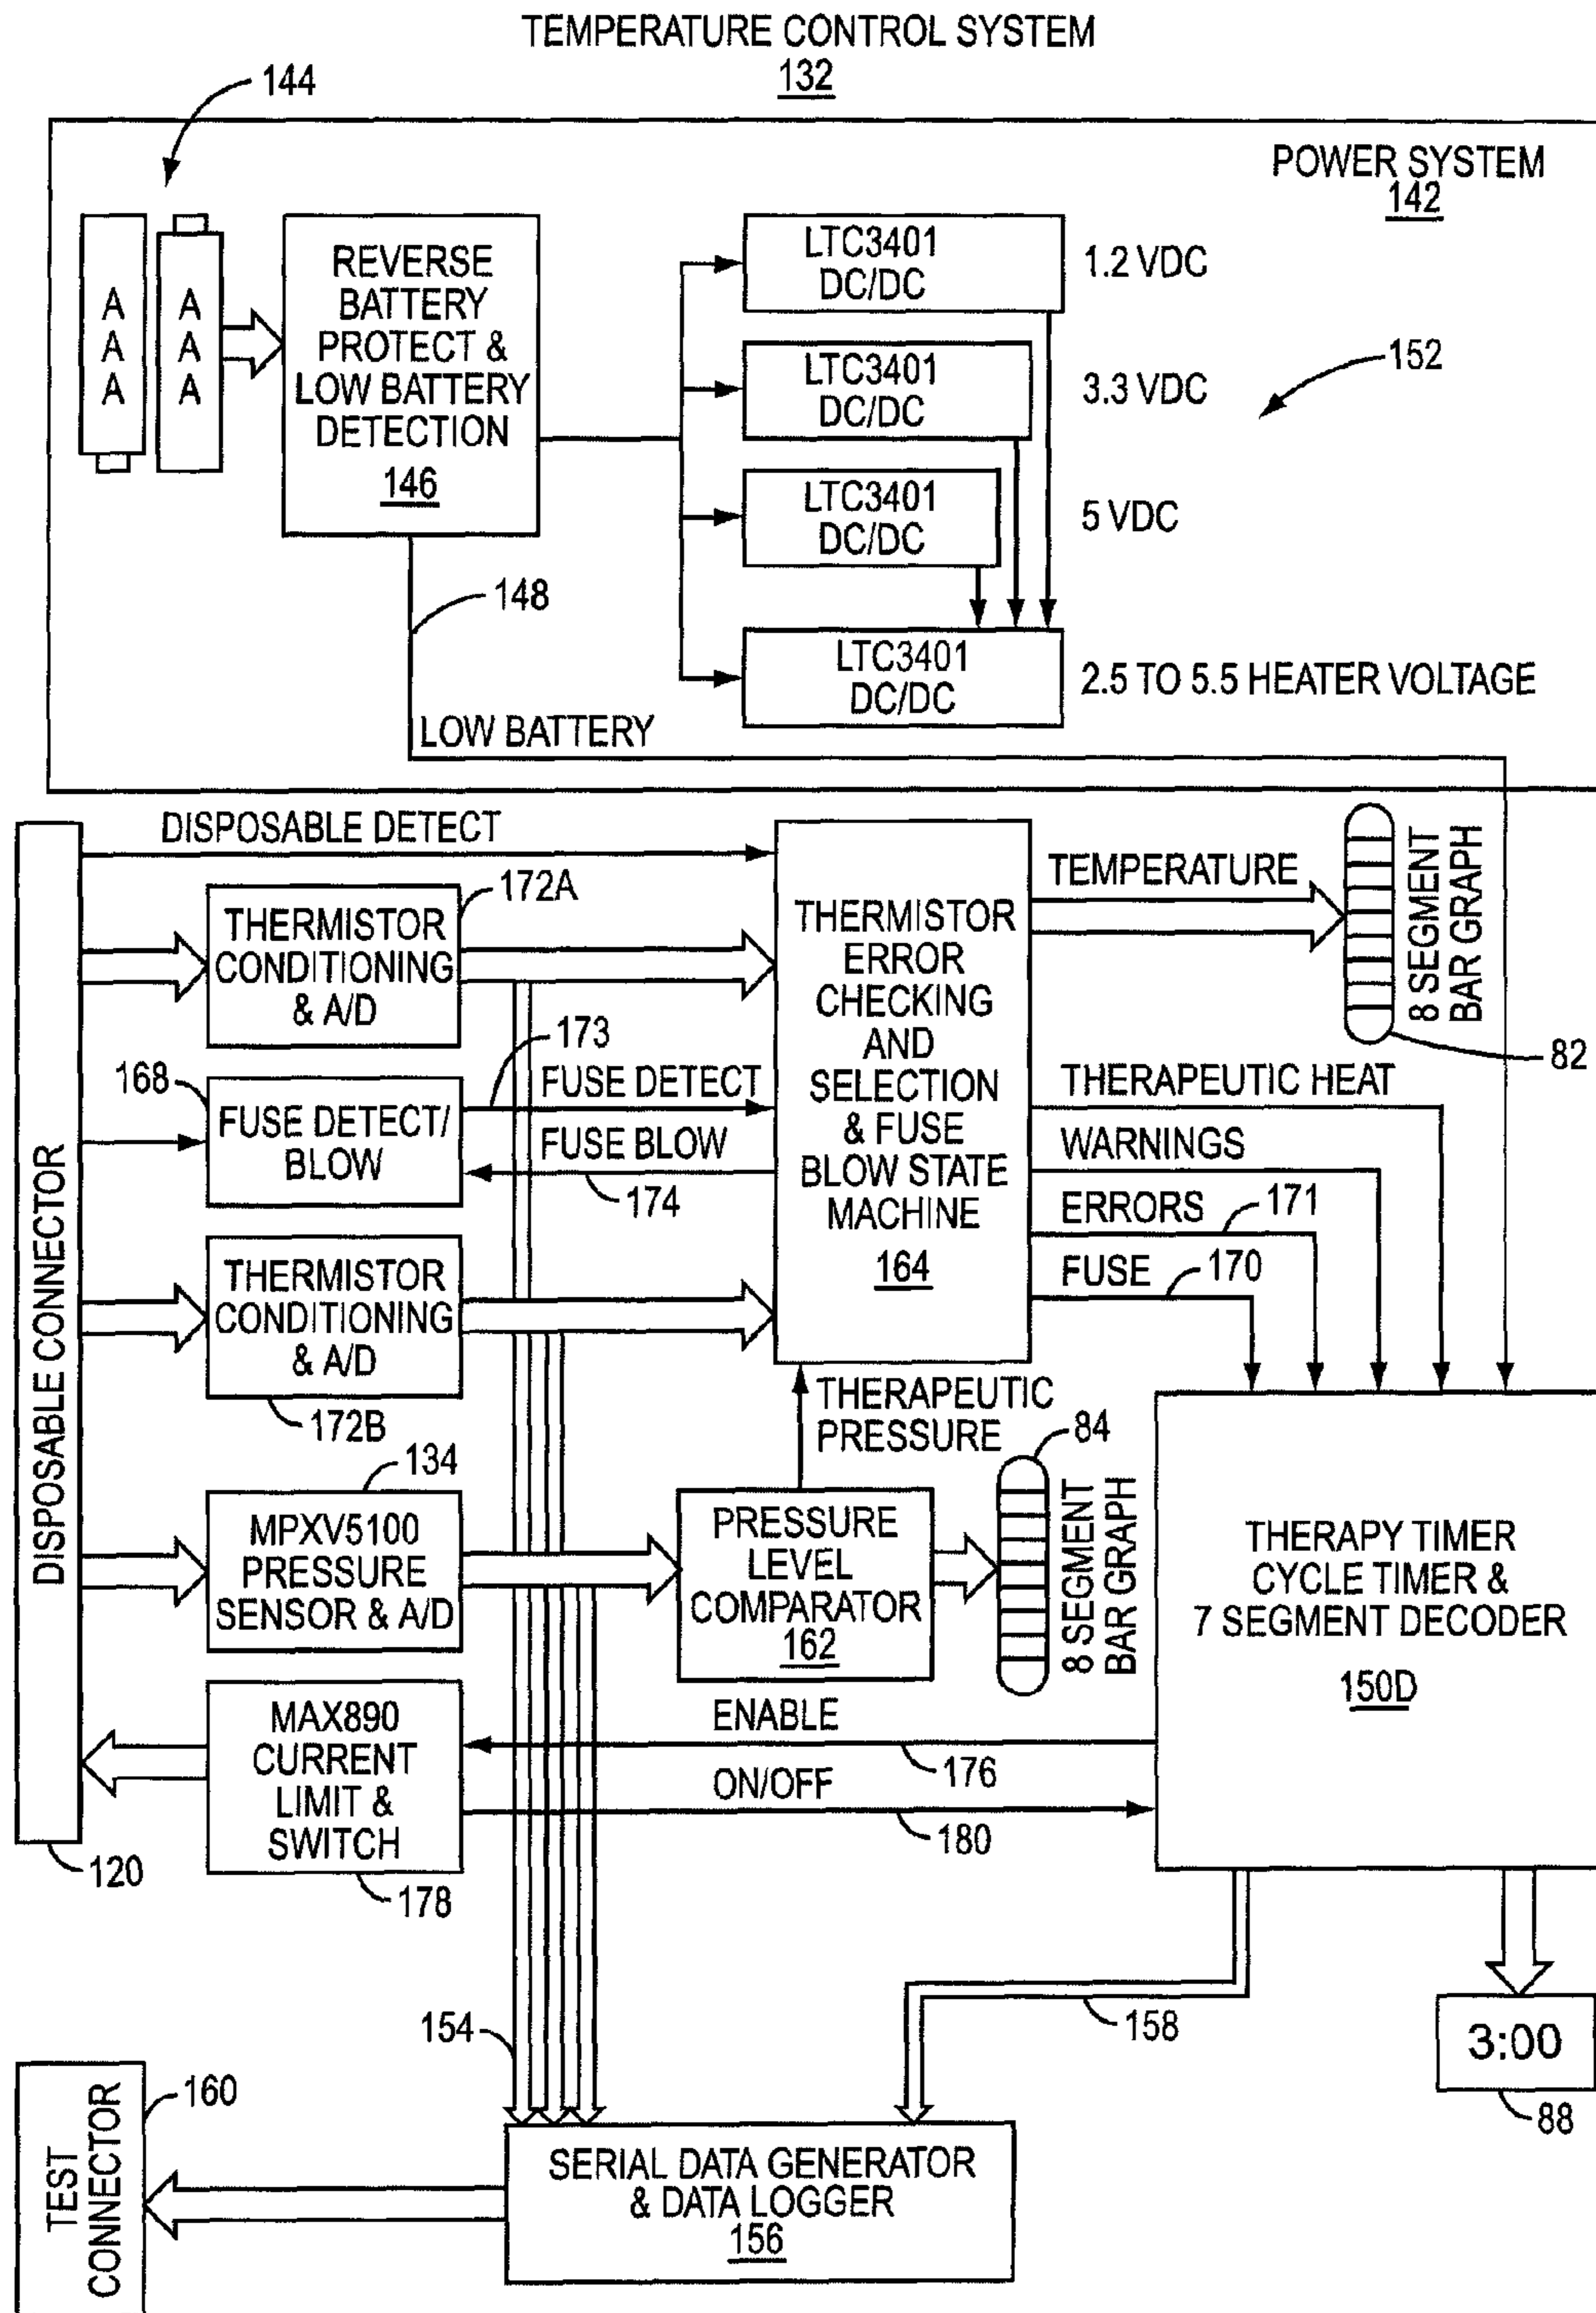 TEMPERATURE CONTROL SYSTEM
132
144
POWER SYSTEM
142
A
A
A
A
A
A
REVERSE
BATTERY
PROTECT &
LOW BATTERY
DETECTION
146
LTC3401
DC/DC
1.2 VDC
LTC3401
DC/DC
3.3 VDC
152
LTC3401
DC/DC
5 VDC
148
LTC3401
DC/DC
2.5 TO 5.5 HEATER VOLTAGE
LOW BATTERY
DISPOSABLE CONNECTOR
120
DISPOSABLE DETECT
THERMISTOR
CONDITIONING
& A/D
172A
168
FUSE DETECT/
BLOW
173
FUSE DETECT
FUSE BLOW
174
THERMISTOR
CONDITIONING
& A/D
172B
THERMISTOR
ERROR
CHECKING
AND
SELECTION
& FUSE
BLOW STATE
MACHINE
164
TEMPERATURE
8 SEGMENT
BAR GRAPH
82
THERAPEUTIC HEAT
WARNINGS
ERRORS
171
FUSE
170
THERAPEUTIC
PRESSURE
134
MPXV5100
PRESSURE
SENSOR & A/D
PRESSURE
LEVEL
COMPARATOR
162
84
8 SEGMENT
BAR GRAPH
THERAPY TIMER
CYCLE TIMER &
7 SEGMENT DECODER
150D
MAX890
CURRENT
LIMIT &
SWITCH
178
ENABLE
176
ON/OFF
180
154
158
3:00
88
TEST
CONNECTOR
160
SERIAL DATA GENERATOR
& DATA LOGGER
156